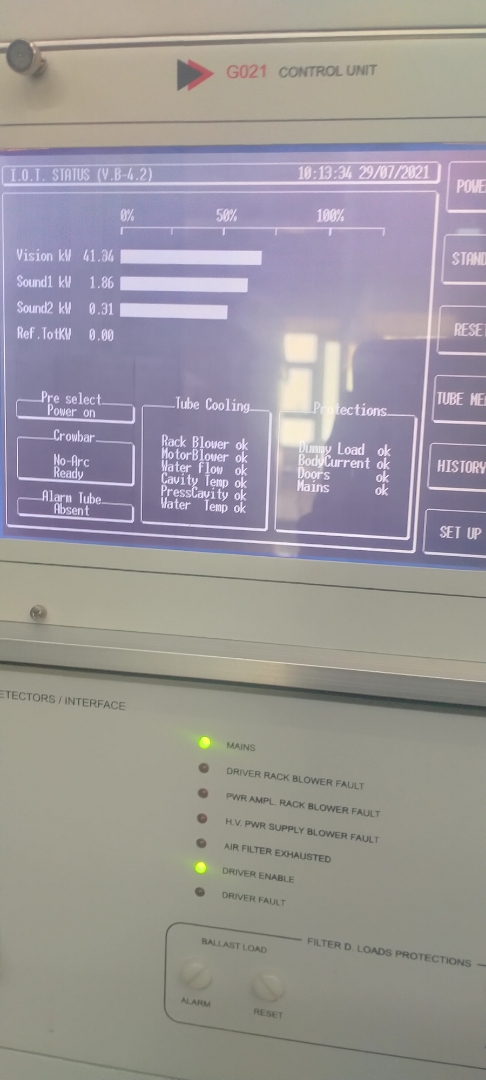 G021 CONTROL UNIT
I.O.T. STATUS (V.B-4.2) 10:13:34 29/07/2021
0% 50% 100%
Vision kW 41.34
Sound1 kW 1.86
Sound2 kW 0.31
Ref.TotKW 0.00
POWE
STAND
RESE
TUBE ME
HISTORY
SET UP
Pre select
Power on
Crowbar
No-Arc
Ready
Alarm Tube
Absent
Tube Cooling
Rack Blower ok
MotorBlower ok
Water flow ok
Cavity Temp ok
PressCavity ok
Water Temp ok
Protections
Dummy Load ok
BodyCurrent ok
Doors ok
Mains ok
ETECTORS / INTERFACE
MAINS
DRIVER RACK BLOWER FAULT
PWR AMPL. RACK BLOWER FAULT
H.V. PWR SUPPLY BLOWER FAULT
AIR FILTER EXHAUSTED
DRIVER ENABLE
DRIVER FAULT
FILTER D. LOADS PROTECTIONS
BALLAST LOAD
ALARM
RESET